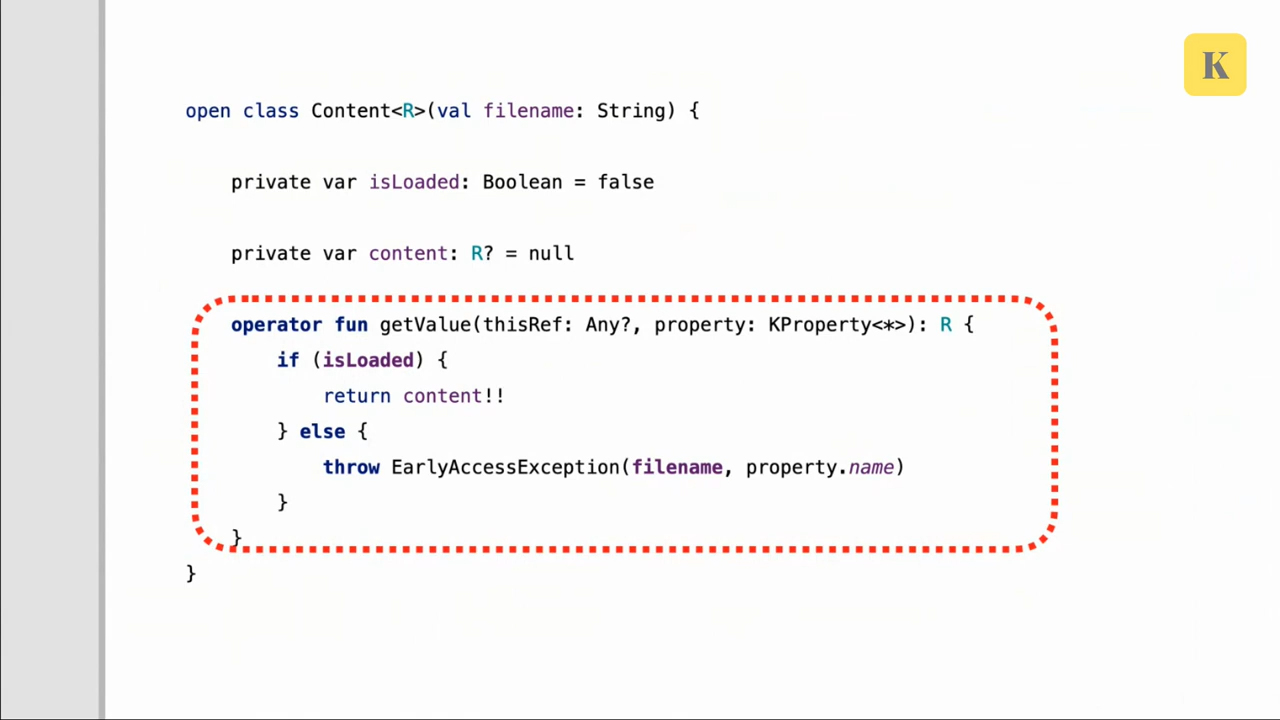 K
open class Content<R>(val filename: String) {
private var isLoaded: Boolean = false
private var content: R? = null
operator fun getValue(thisRef: Any?, property: KProperty<*>): R {
if (isLoaded) {
return content!!
} else {
throw EarlyAccessException(filename, property.name)
}
}
}